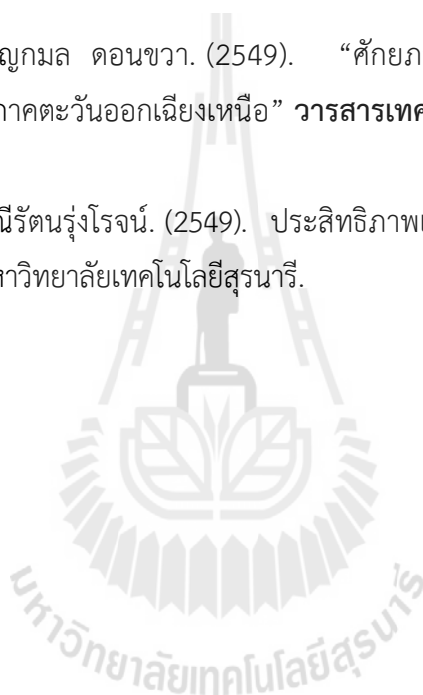 ญกมล ดอนขวา. (2549). “ศักยภ
ภาคตะวันออกเฉียงเหนือ” วารสารเทค
ณีรัตนรุ่งโรจน์. (2549). ประสิทธิภาพแ
หาวิทยาลัยเทคโนโลยีสุรนารี.
มหาวิทยาลัยเทคโนโลยีสุรนารี